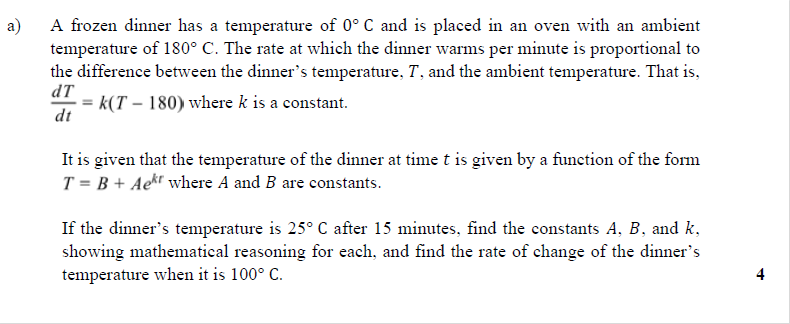 a) A frozen dinner has a temperature of 0° C and is placed in an oven with an ambient
temperature of 180° C. The rate at which the dinner warms per minute is proportional to
the difference between the dinner's temperature, T, and the ambient temperature. That is,
dT/dt = k(T – 180) where k is a constant.
It is given that the temperature of the dinner at time t is given by a function of the form
T = B + Ae^kt where A and B are constants.
If the dinner's temperature is 25° C after 15 minutes, find the constants A, B, and k,
showing mathematical reasoning for each, and find the rate of change of the dinner's
temperature when it is 100° C. 4